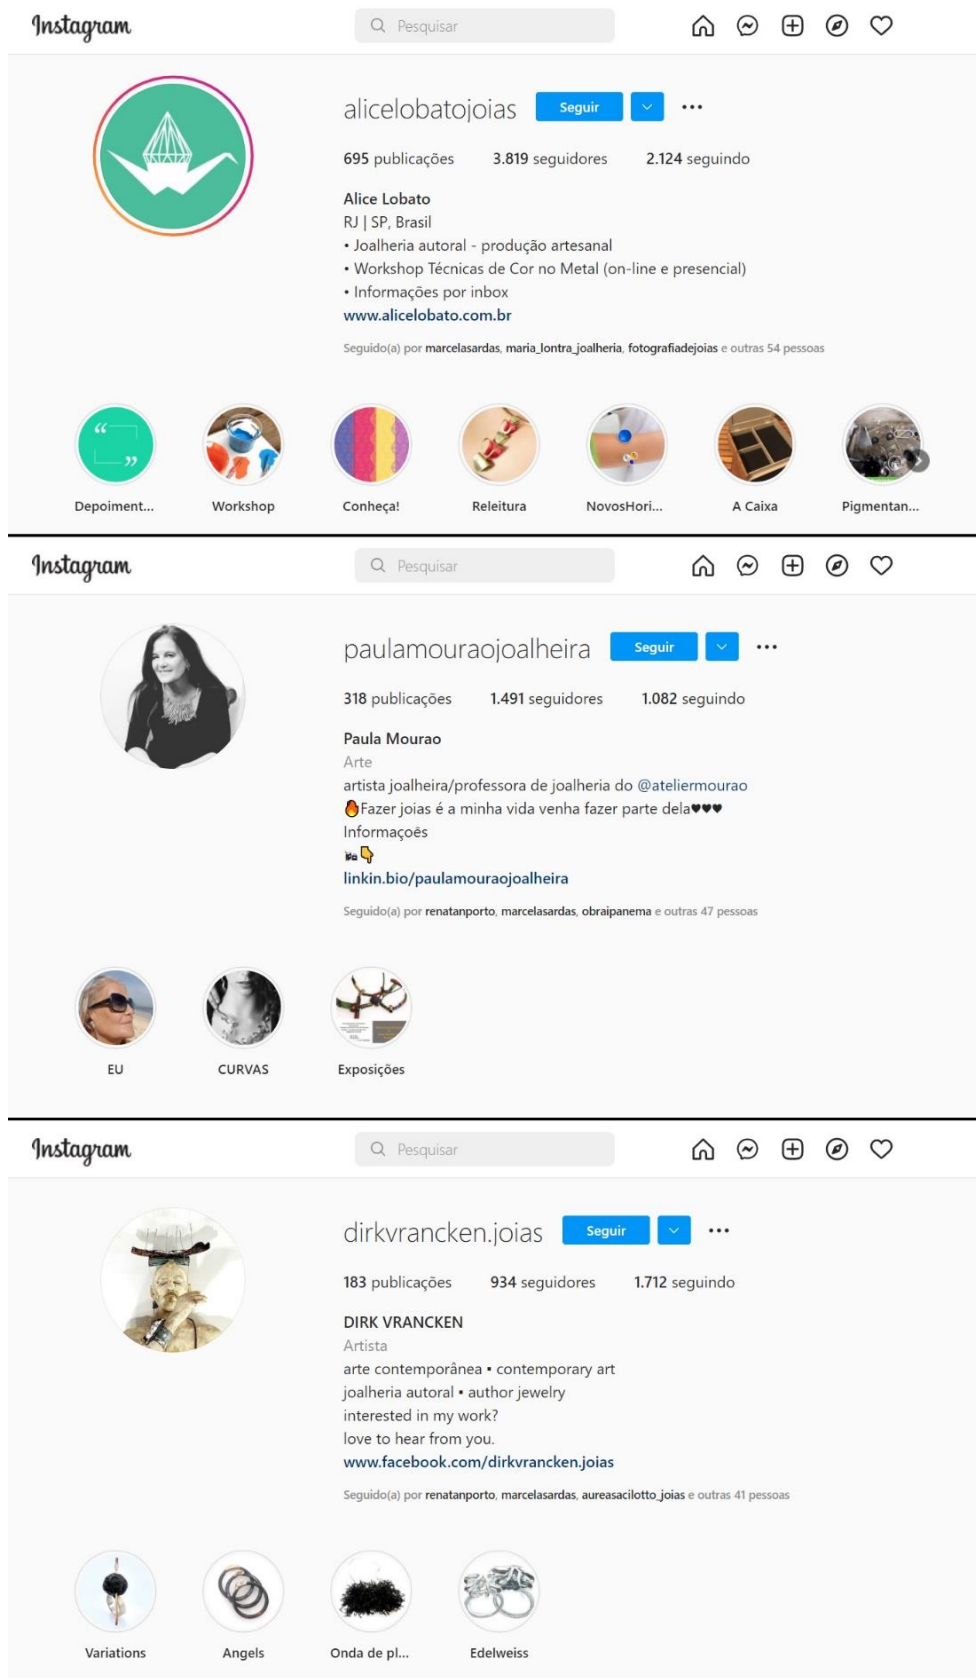 Instagram
Pesquisar
alicelobatojoias Seguir
695 publicações 3.819 seguidores 2.124 seguindo
Alice Lobato
RJ | SP, Brasil
• Joalheria autoral - produção artesanal
• Workshop Técnicas de Cor no Metal (on-line e presencial)
• Informações por inbox
www.alicelobato.com.br
Seguido(a) por marcelasardas, maria_lontra_joalheria, fotografiadejoias e outras 54 pessoas
Depoiment... Workshop Conheça! Releitura NovosHori... A Caixa Pigmentan...
Instagram
Pesquisar
paulamouraojoalheira Seguir
318 publicações 1.491 seguidores 1.082 seguindo
Paula Mourao
Arte
artista joalheira/professora de joalheria do @ateliermourao
🔥Fazer joias é a minha vida venha fazer parte dela♥♥♥
Informaçoês
👇
linkin.bio/paulamouraojoalheira
Seguido(a) por renatanporto, marcelasardas, obraipanema e outras 47 pessoas
EU CURVAS Exposições
Instagram
Pesquisar
dirkvrancken.joias Seguir
183 publicações 934 seguidores 1.712 seguindo
DIRK VRANCKEN
Artista
arte contemporânea ▪ contemporary art
joalheria autoral ▪ author jewelry
interested in my work?
love to hear from you.
www.facebook.com/dirkvrancken.joias
Seguido(a) por renatanporto, marcelasardas, aureasacilotto_joias e outras 41 pessoas
Variations Angels Onda de pl... Edelweiss